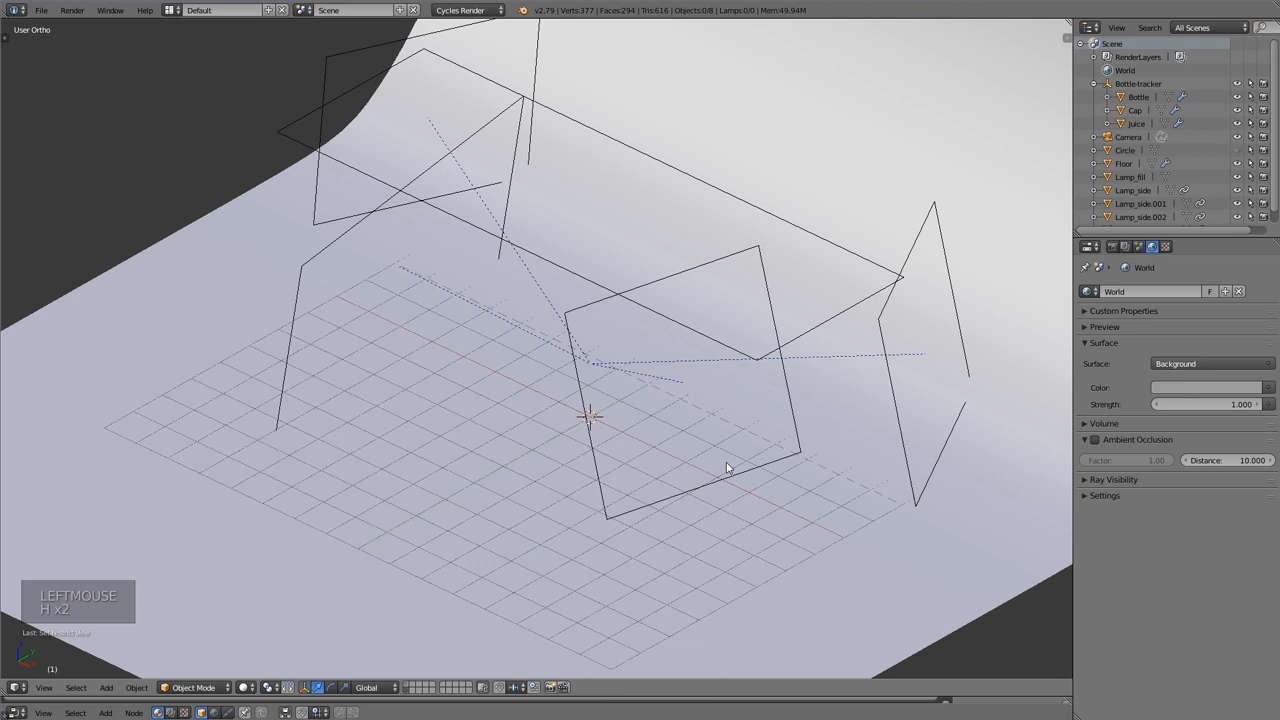 File Render Window Help Default Scene Cycles Render v2.79 | Verts:377 | Faces:294 | Tris:616 | Objects:0/8 | Lamps:0/0 | Mem:49.94M
View Search All Scenes
User Ortho
Scene
RenderLayers
World
Bottle-tracker
Bottle
Cap
Juice
Camera
Circle
Floor
Lamp_fill
Lamp_side
Lamp_side.001
Lamp_side.002
World
World F
Custom Properties
Preview
Surface
Surface: Background
Color:
Strength: 1.000
Volume
Ambient Occlusion
Factor: 1.00 Distance: 10.000
Ray Visibility
Settings
LEFTMOUSE
H x2
Last: Set Restrict View
(1)
View Select Add Object Object Mode Global
View Select Add Node